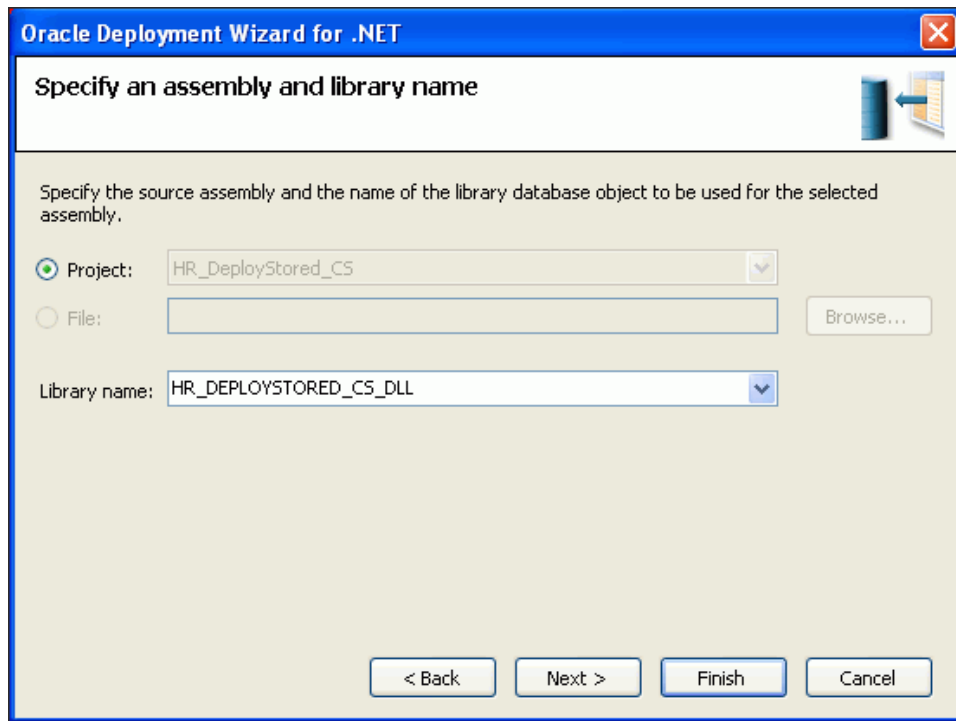 Oracle Deployment Wizard for .NET
Specify an assembly and library name
Specify the source assembly and the name of the library database object to be used for the selected
assembly.
Project: HR_DeployStored_CS
File: Browse...
Library name: HR_DEPLOYSTORED_CS_DLL
< Back Next > Finish Cancel